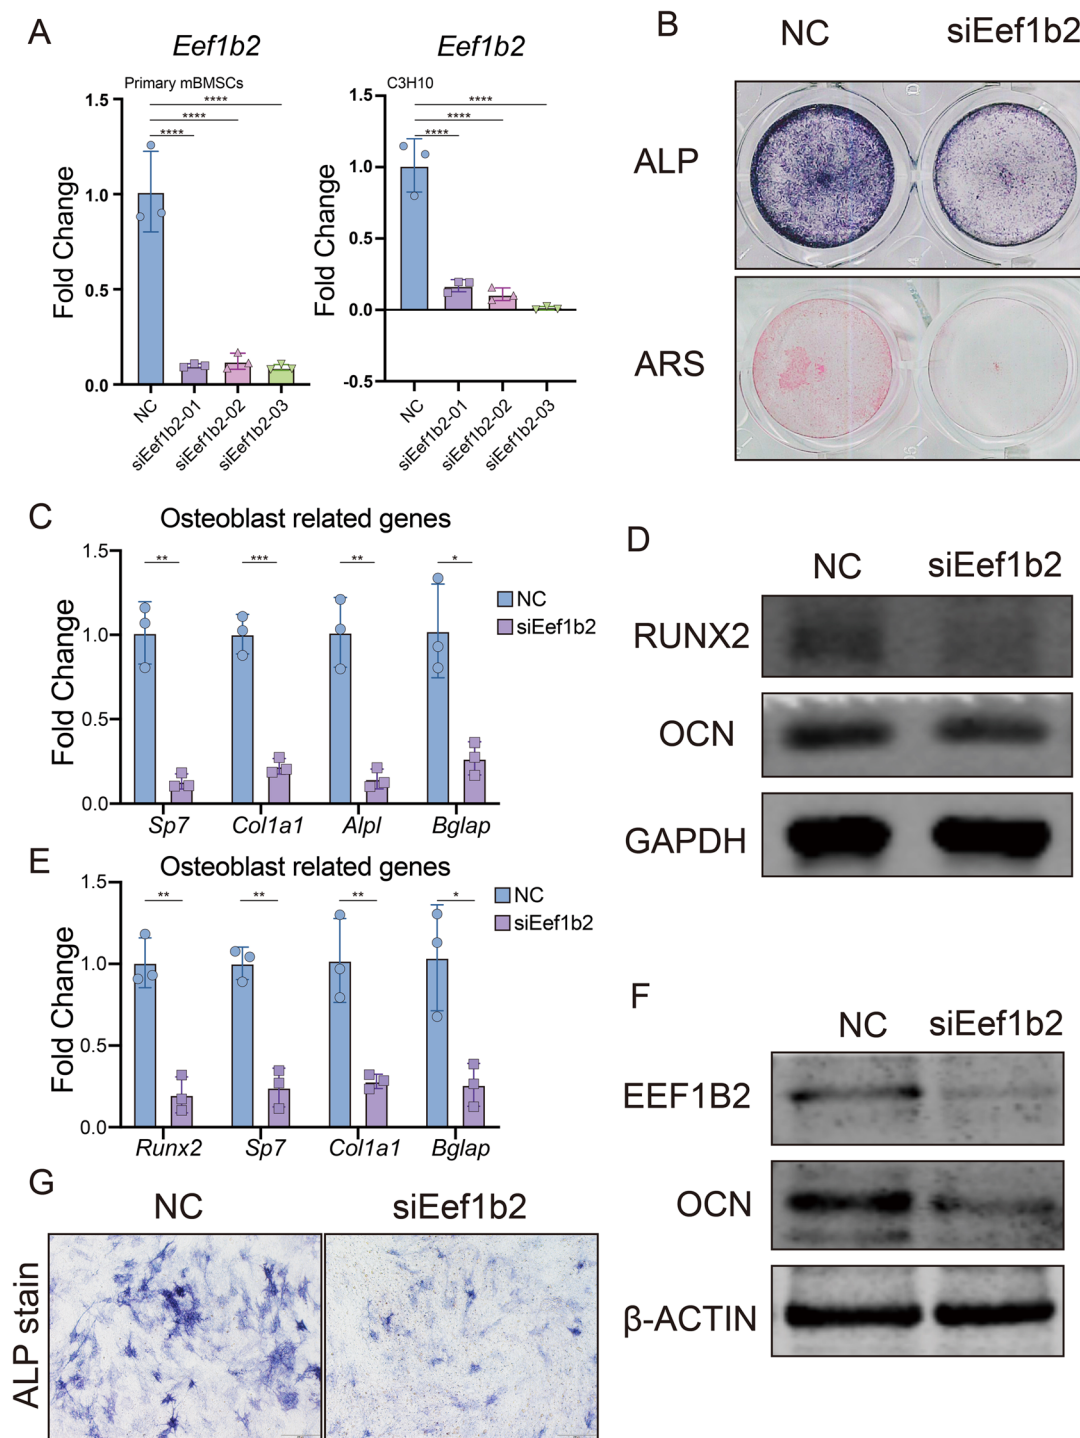 A
Eef1b2
Primary mBMSCs
****
****
****
Fold Change
1.5
1.0
0.5
0.0
NC
siEef1b2-01
siEef1b2-02
siEef1b2-03
Eef1b2
C3H10
****
****
****
Fold Change
1.5
1.0
0.5
0.0
-0.5
NC
siEef1b2-01
siEef1b2-02
siEef1b2-03
B
NC siEef1b2
ALP
ARS
C
Osteoblast related genes
** *** ** *
NC
siEef1b2
Fold Change
1.5
1.0
0.5
0.0
Sp7 Col1a1 Alpl Bglap
D
NC siEef1b2
RUNX2
OCN
GAPDH
E
Osteoblast related genes
** ** ** *
NC
siEef1b2
Fold Change
1.5
1.0
0.5
0.0
Runx2 Sp7 Col1a1 Bglap
F
NC siEef1b2
EEF1B2
OCN
β-ACTIN
G
NC siEef1b2
ALP stain